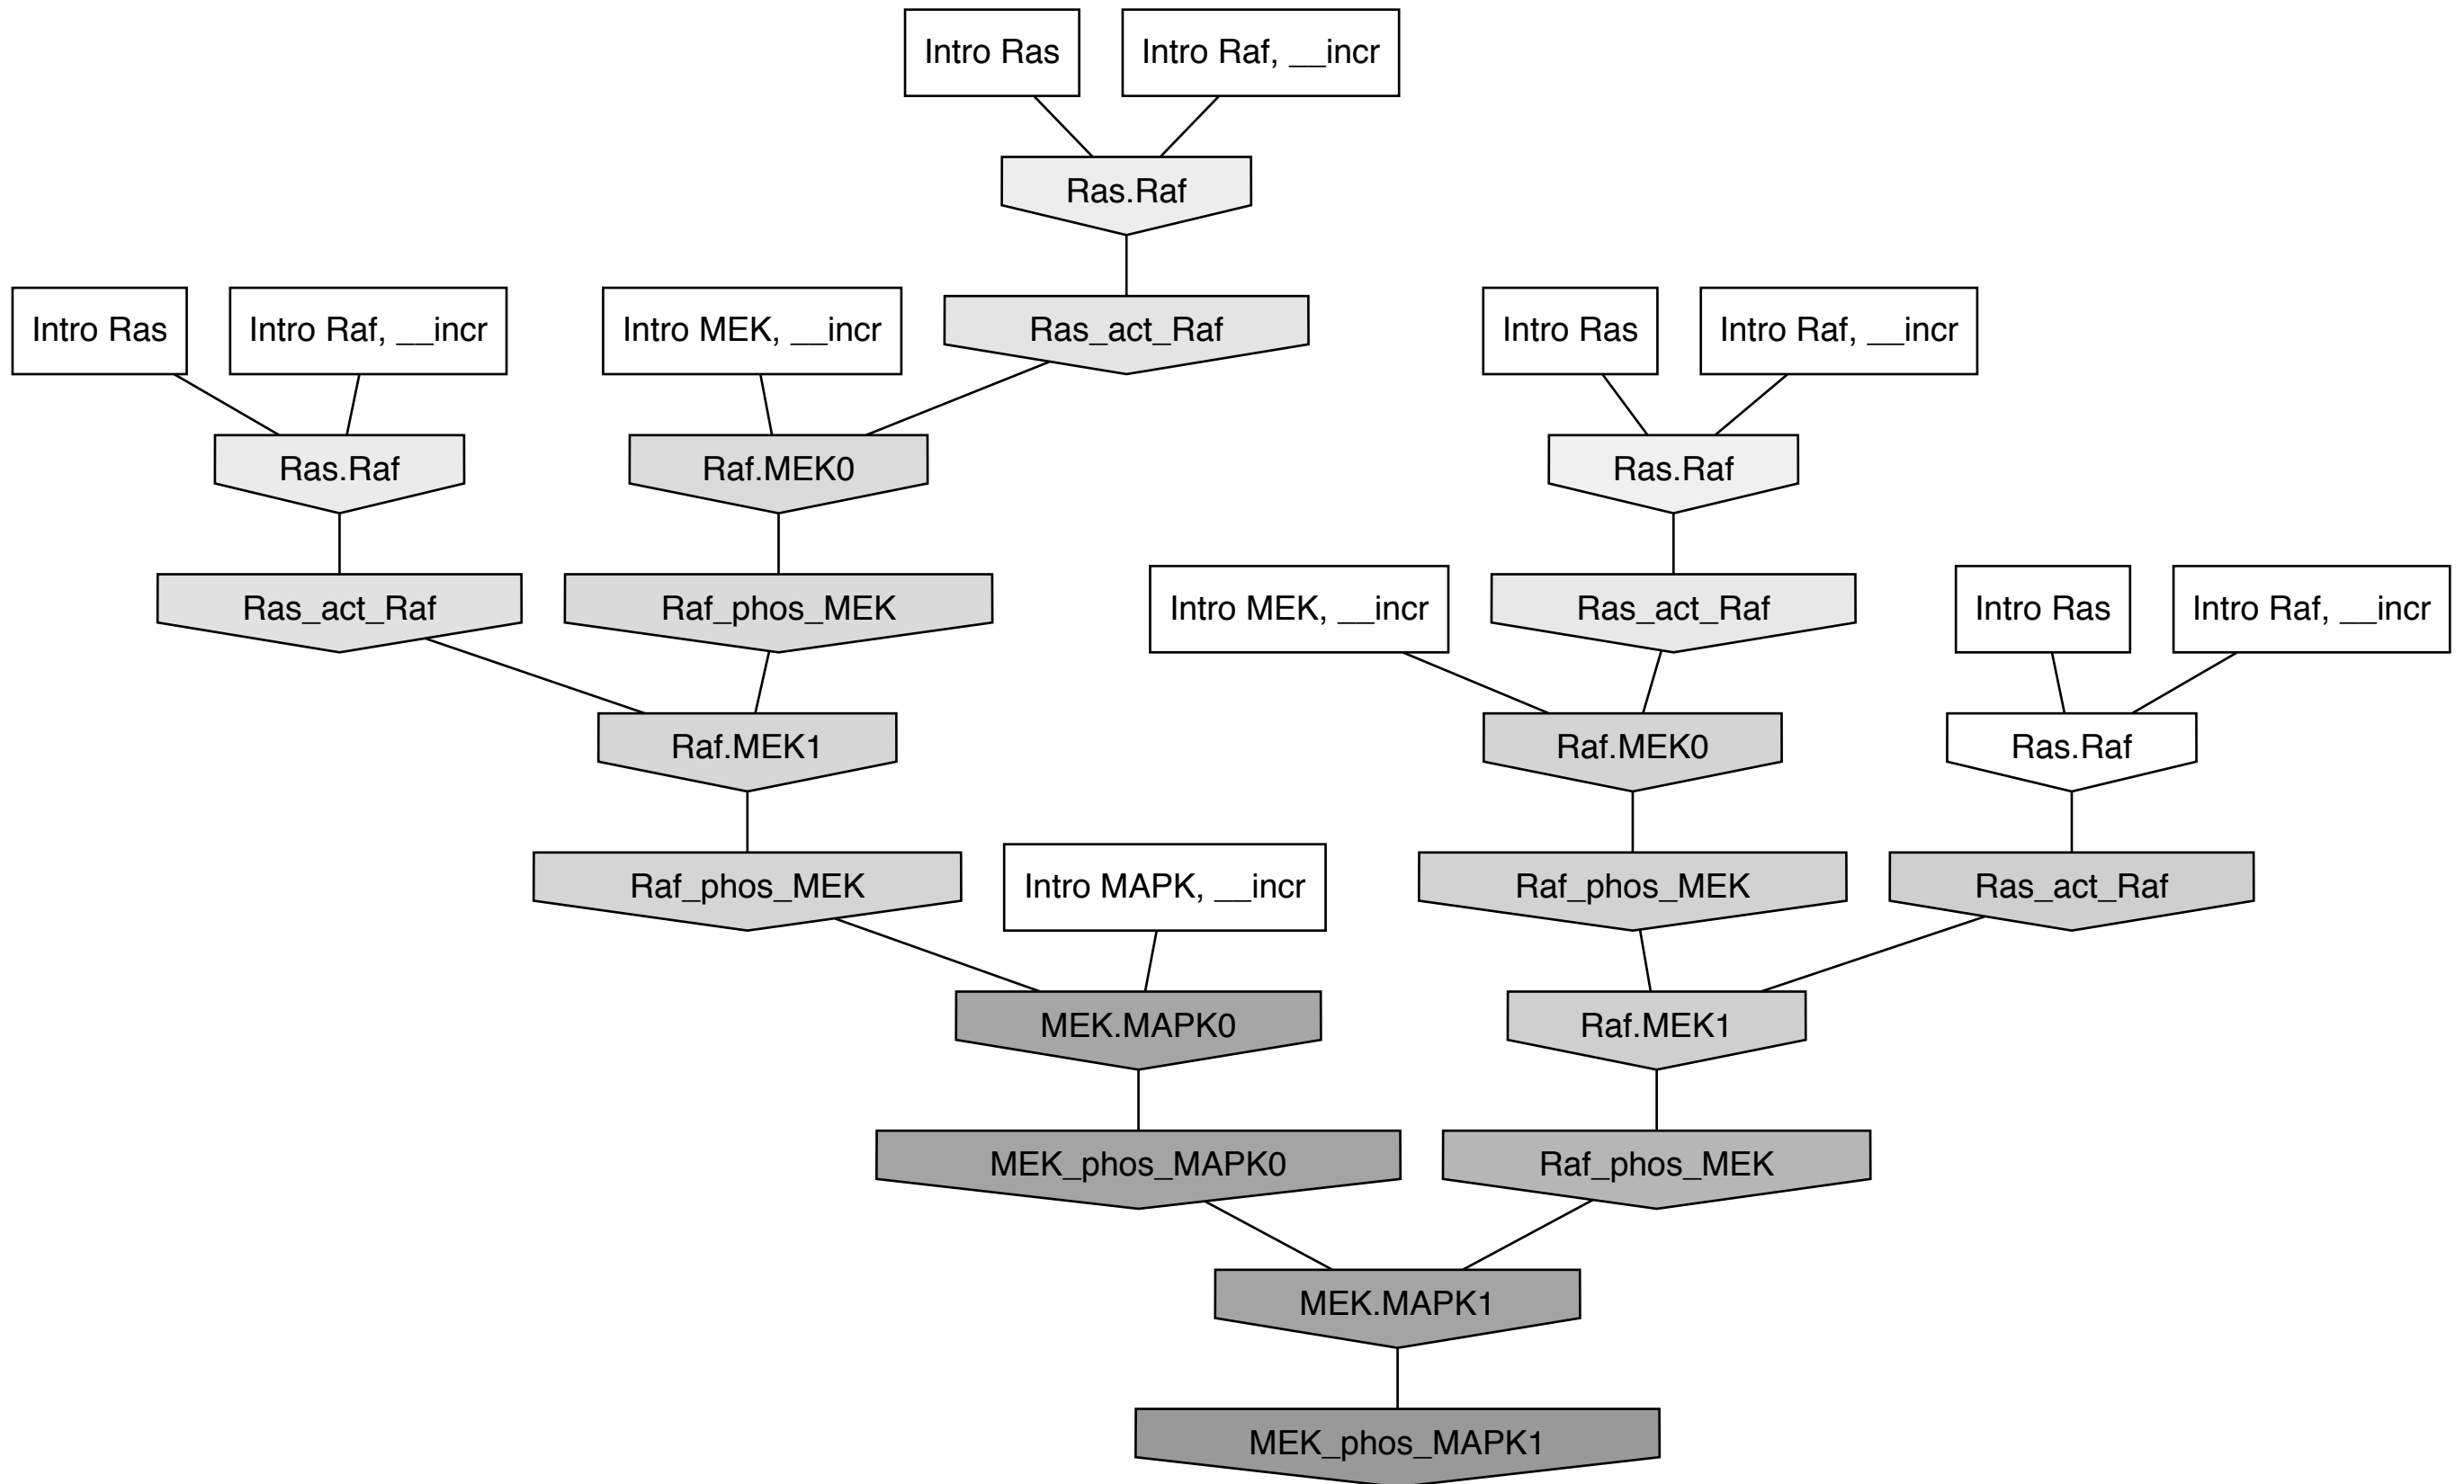 Intro Ras
Intro Raf, __incr
Ras.Raf
Intro Ras
Intro Raf, __incr
Intro MEK, __incr
Ras_act_Raf
Intro Ras
Intro Raf, __incr
Ras.Raf
Raf.MEK0
Ras.Raf
Ras_act_Raf
Raf_phos_MEK
Intro MEK, __incr
Ras_act_Raf
Intro Ras
Intro Raf, __incr
Raf.MEK1
Raf.MEK0
Ras.Raf
Raf_phos_MEK
Intro MAPK, __incr
Raf_phos_MEK
Ras_act_Raf
MEK.MAPK0
Raf.MEK1
MEK_phos_MAPK0
Raf_phos_MEK
MEK.MAPK1
MEK_phos_MAPK1